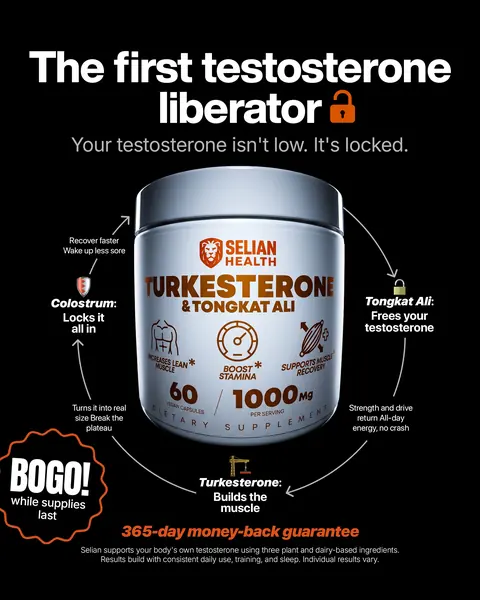 The first testosterone
liberator
Your testosterone isn't low. It's locked.
SELIAN
HEALTH
TURKESTERONE
& TONGKAT ALI
INCREASES LEAN*
MUSCLE
BOOST*
STAMINA
SUPPORTS MUSCLE
RECOVERY
60
CAPSULES
1000Mg
PER SERVING
DIETARY SUPPLEMENT
Recover faster
Wake up less sore
Colostrum:
Locks it
all in
Tongkat Ali:
Frees your
testosterone
Turns it into real
size Break the
plateau
Strength and drive
return All-day
energy, no crash
Turkesterone:
Builds the
muscle
BOGO!
while supplies
last
365-day money-back guarantee
Selian supports your body's own testosterone using three plant and dairy-based ingredients.
Results build with consistent daily use, training, and sleep. Individual results vary.